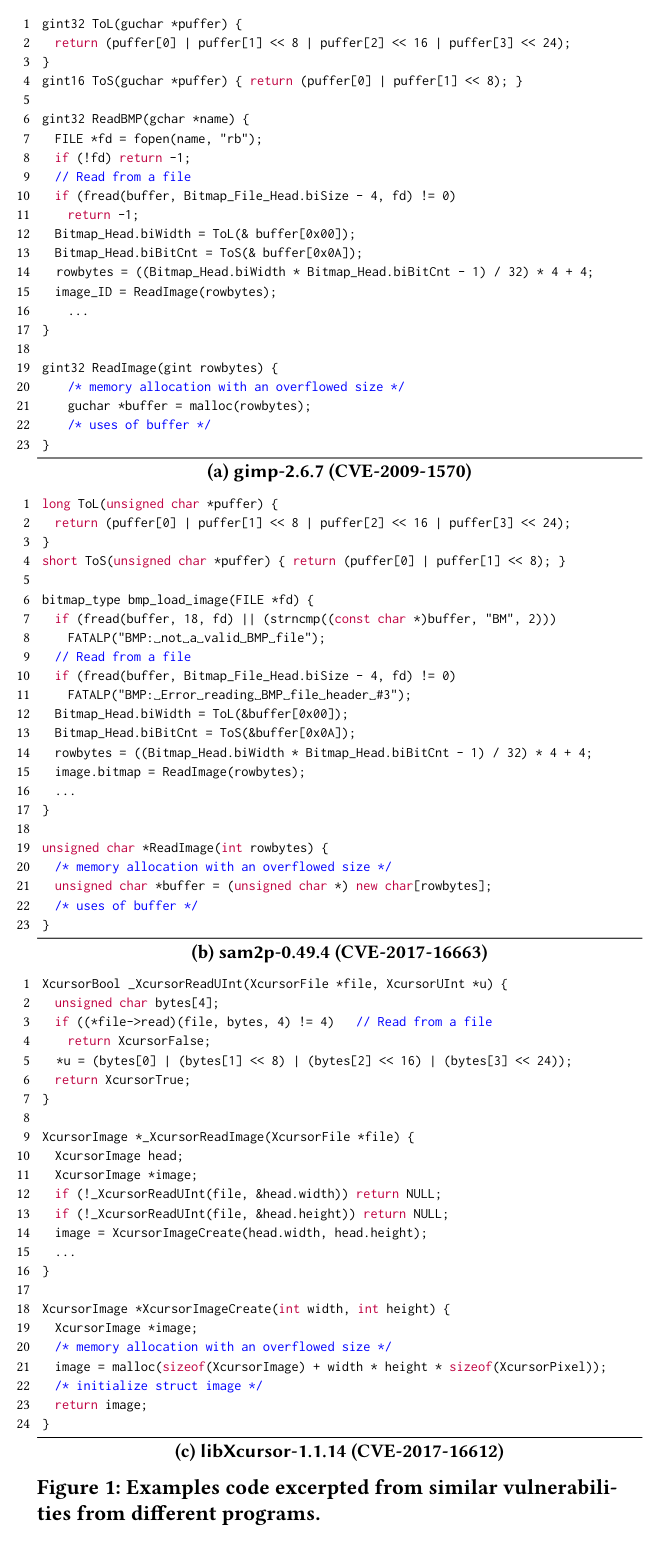 1 gint32 ToL(guchar *puffer) {
2 return (puffer[0] | puffer[1] << 8 | puffer[2] << 16 | puffer[3] << 24);
3 }
4 gint16 ToS(guchar *puffer) { return (puffer[0] | puffer[1] << 8); }
5
6 gint32 ReadBMP(gchar *name) {
7 FILE *fd = fopen(name, "rb");
8 if (!fd) return -1;
9 // Read from a file
10 if (fread(buffer, Bitmap_File_Head.biSize - 4, fd) != 0)
11 return -1;
12 Bitmap_Head.biWidth = ToL(& buffer[0x00]);
13 Bitmap_Head.biBitCnt = ToS(& buffer[0x0A]);
14 rowbytes = ((Bitmap_Head.biWidth * Bitmap_Head.biBitCnt - 1) / 32) * 4 + 4;
15 image_ID = ReadImage(rowbytes);
16 ...
17 }
18
19 gint32 ReadImage(gint rowbytes) {
20 /* memory allocation with an overflowed size */
21 guchar *buffer = malloc(rowbytes);
22 /* uses of buffer */
23 }
(a) gimp-2.6.7 (CVE-2009-1570)
1 long ToL(unsigned char *puffer) {
2 return (puffer[0] | puffer[1] << 8 | puffer[2] << 16 | puffer[3] << 24);
3 }
4 short ToS(unsigned char *puffer) { return (puffer[0] | puffer[1] << 8); }
5
6 bitmap_type bmp_load_image(FILE *fd) {
7 if (fread(buffer, 18, fd) || (strncmp((const char *)buffer, "BM", 2)))
8 FATALP("BMP:␣not␣a␣valid␣BMP␣file");
9 // Read from a file
10 if (fread(buffer, Bitmap_File_Head.biSize - 4, fd) != 0)
11 FATALP("BMP:␣Error␣reading␣BMP␣file␣header␣#3");
12 Bitmap_Head.biWidth = ToL(&buffer[0x00]);
13 Bitmap_Head.biBitCnt = ToS(&buffer[0x0A]);
14 rowbytes = ((Bitmap_Head.biWidth * Bitmap_Head.biBitCnt - 1) / 32) * 4 + 4;
15 image.bitmap = ReadImage(rowbytes);
16 ...
17 }
18
19 unsigned char *ReadImage(int rowbytes) {
20 /* memory allocation with an overflowed size */
21 unsigned char *buffer = (unsigned char *) new char[rowbytes];
22 /* uses of buffer */
23 }
(b) sam2p-0.49.4 (CVE-2017-16663)
1 XcursorBool _XcursorReadUInt(XcursorFile *file, XcursorUInt *u) {
2 unsigned char bytes[4];
3 if ((*file->read)(file, bytes, 4) != 4) // Read from a file
4 return XcursorFalse;
5 *u = (bytes[0] | (bytes[1] << 8) | (bytes[2] << 16) | (bytes[3] << 24));
6 return XcursorTrue;
7 }
8
9 XcursorImage *_XcursorReadImage(XcursorFile *file) {
10 XcursorImage head;
11 XcursorImage *image;
12 if (!_XcursorReadUInt(file, &head.width)) return NULL;
13 if (!_XcursorReadUInt(file, &head.height)) return NULL;
14 image = XcursorImageCreate(head.width, head.height);
15 ...
16 }
17
18 XcursorImage *XcursorImageCreate(int width, int height) {
19 XcursorImage *image;
20 /* memory allocation with an overflowed size */
21 image = malloc(sizeof(XcursorImage) + width * height * sizeof(XcursorPixel));
22 /* initialize struct image */
23 return image;
24 }
(c) libXcursor-1.1.14 (CVE-2017-16612)
Figure 1: Examples code excerpted from similar vulnerabili-
ties from different programs.